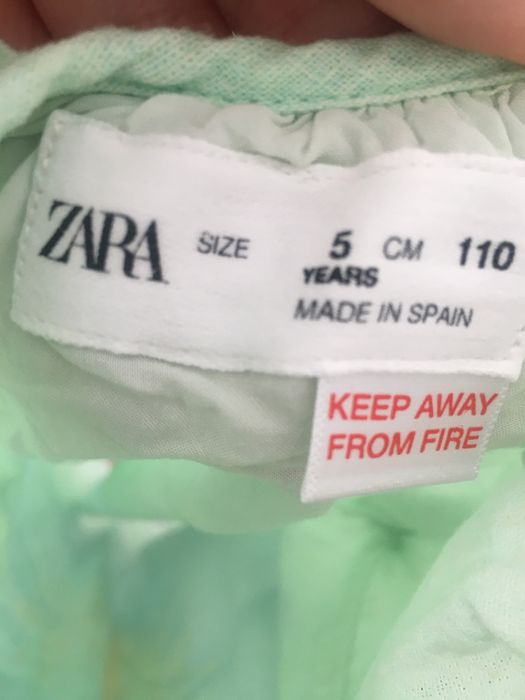 ZARA SIZE 5 YEARS CM 110
MADE IN SPAIN
KEEP AWAY
FROM FIRE